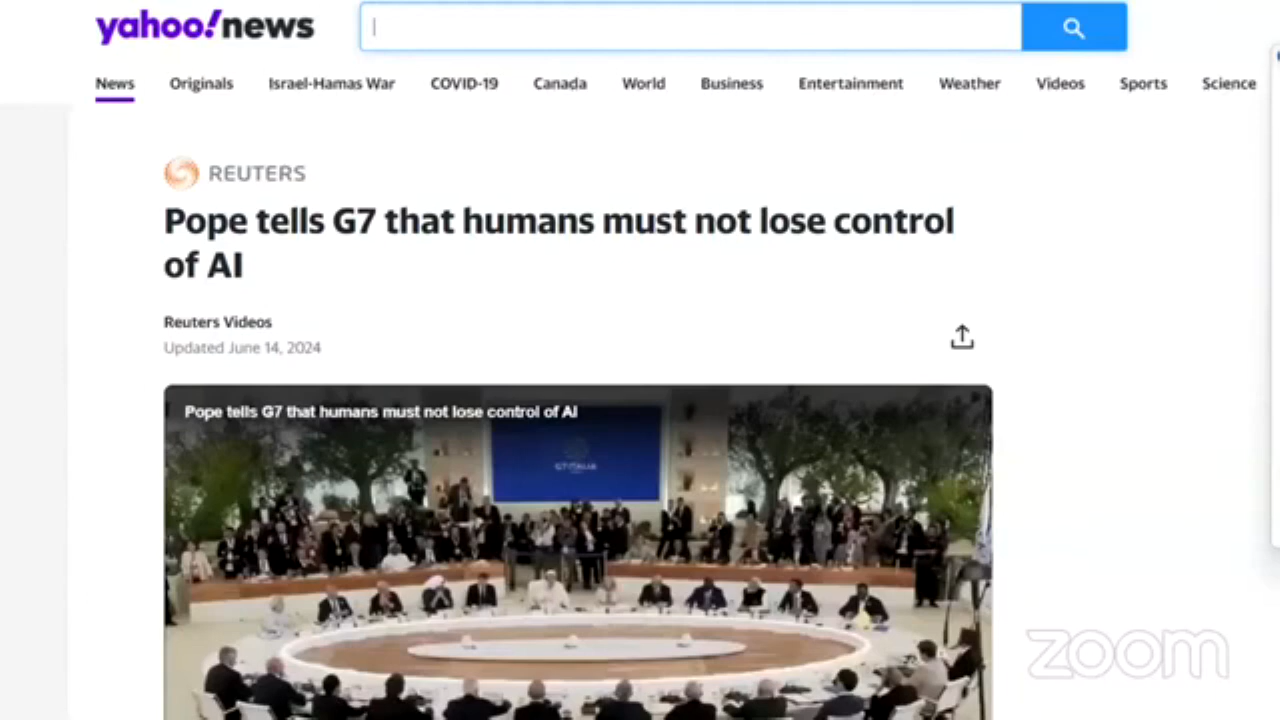 yahoo!news
News Originals Israel-Hamas War COVID-19 Canada World Business Entertainment Weather Videos Sports Science
REUTERS
Pope tells G7 that humans must not lose control
of AI
Reuters Videos
Updated June 14, 2024
Pope tells G7 that humans must not lose control of AI
G7 ITALIA
zoom